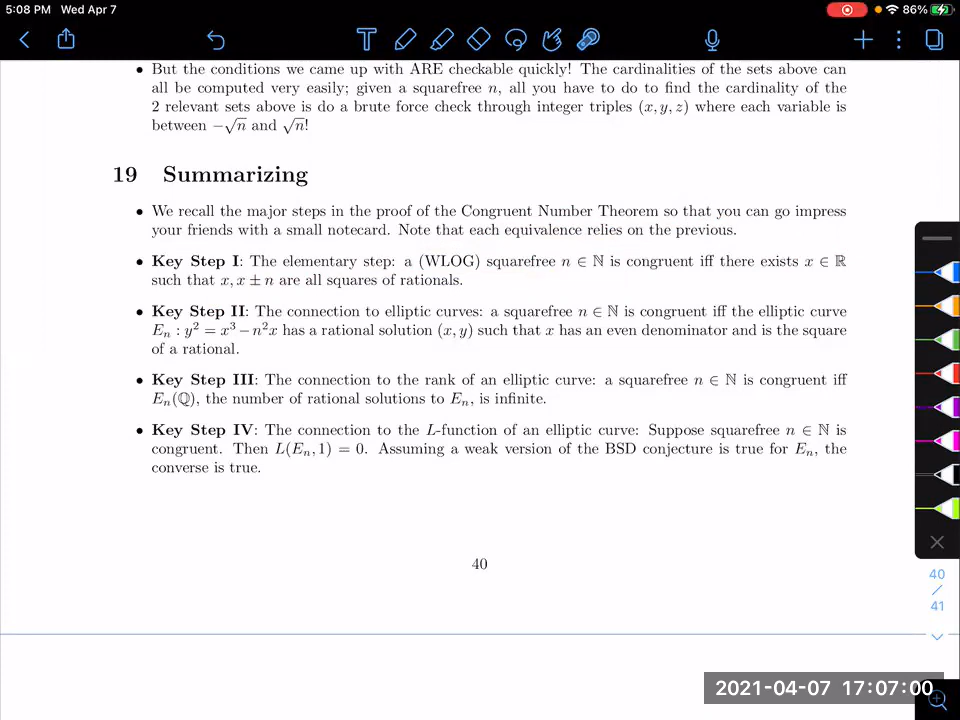 5:08 PM Wed Apr 7
86%
• But the conditions we came up with ARE checkable quickly! The cardinalities of the sets above can
all be computed very easily; given a squarefree n, all you have to do to find the cardinality of the
2 relevant sets above is do a brute force check through integer triples (x, y, z) where each variable is
between −√n and √n!
19 Summarizing
• We recall the major steps in the proof of the Congruent Number Theorem so that you can go impress
your friends with a small notecard. Note that each equivalence relies on the previous.
• Key Step I: The elementary step: a (WLOG) squarefree n ∈ ℕ is congruent iff there exists x ∈ ℝ
such that x, x ± n are all squares of rationals.
• Key Step II: The connection to elliptic curves: a squarefree n ∈ ℕ is congruent iff the elliptic curve
Eₙ : y² = x³ − n²x has a rational solution (x, y) such that x has an even denominator and is the square
of a rational.
• Key Step III: The connection to the rank of an elliptic curve: a squarefree n ∈ ℕ is congruent iff
Eₙ(ℚ), the number of rational solutions to Eₙ, is infinite.
• Key Step IV: The connection to the L-function of an elliptic curve: Suppose squarefree n ∈ ℕ is
congruent. Then L(Eₙ, 1) = 0. Assuming a weak version of the BSD conjecture is true for Eₙ, the
converse is true.
40
40
/
41
2021-04-07 17:07:00